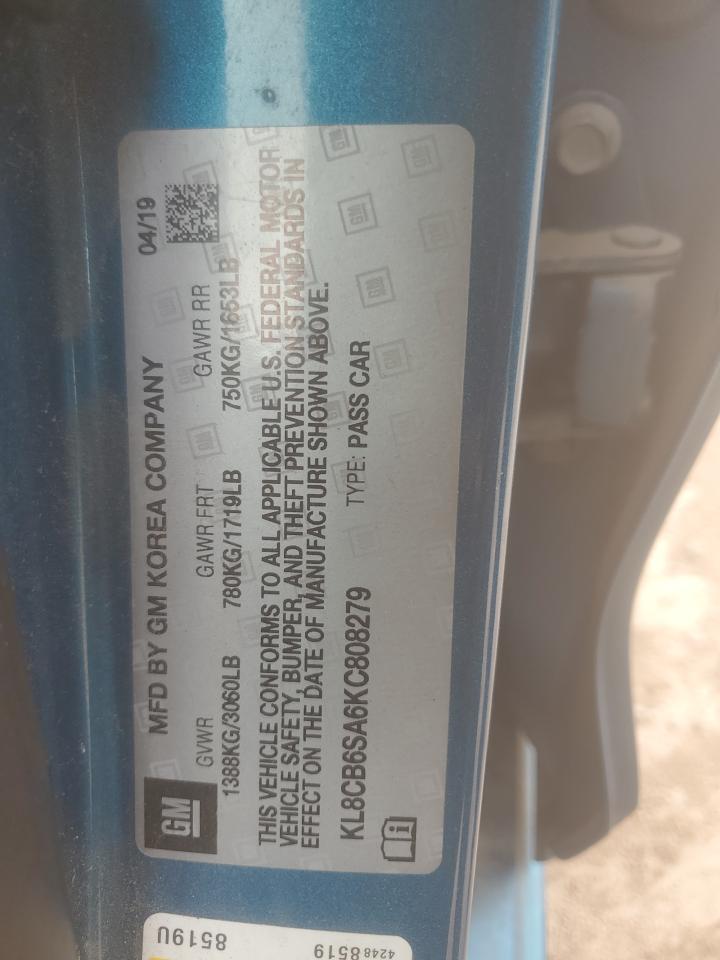 GM
MFD BY GM KOREA COMPANY 04/19
GVWR GAWR FRT GAWR RR
1388KG/3060LB 780KG/1719LB 750KG/1653LB
THIS VEHICLE CONFORMS TO ALL APPLICABLE U.S. FEDERAL MOTOR
VEHICLE SAFETY, BUMPER, AND THEFT PREVENTION STANDARDS IN
EFFECT ON THE DATE OF MANUFACTURE SHOWN ABOVE.
KL8CB6SA6KC808279 TYPE: PASS CAR
8519U
42488519